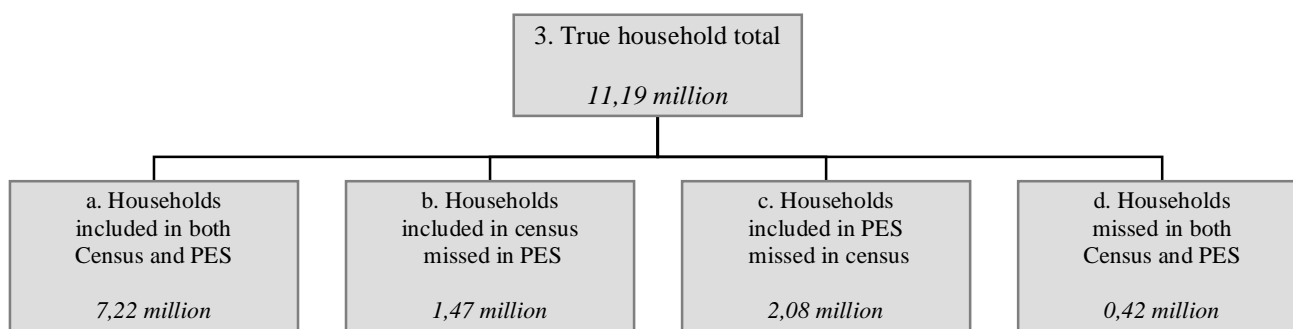 3. True household total
11,19 million
a. Households
included in both
Census and PES
7,22 million
b. Households
included in census
missed in PES
1,47 million
c. Households
included in PES
missed in census
2,08 million
d. Households
missed in both
Census and PES
0,42 million